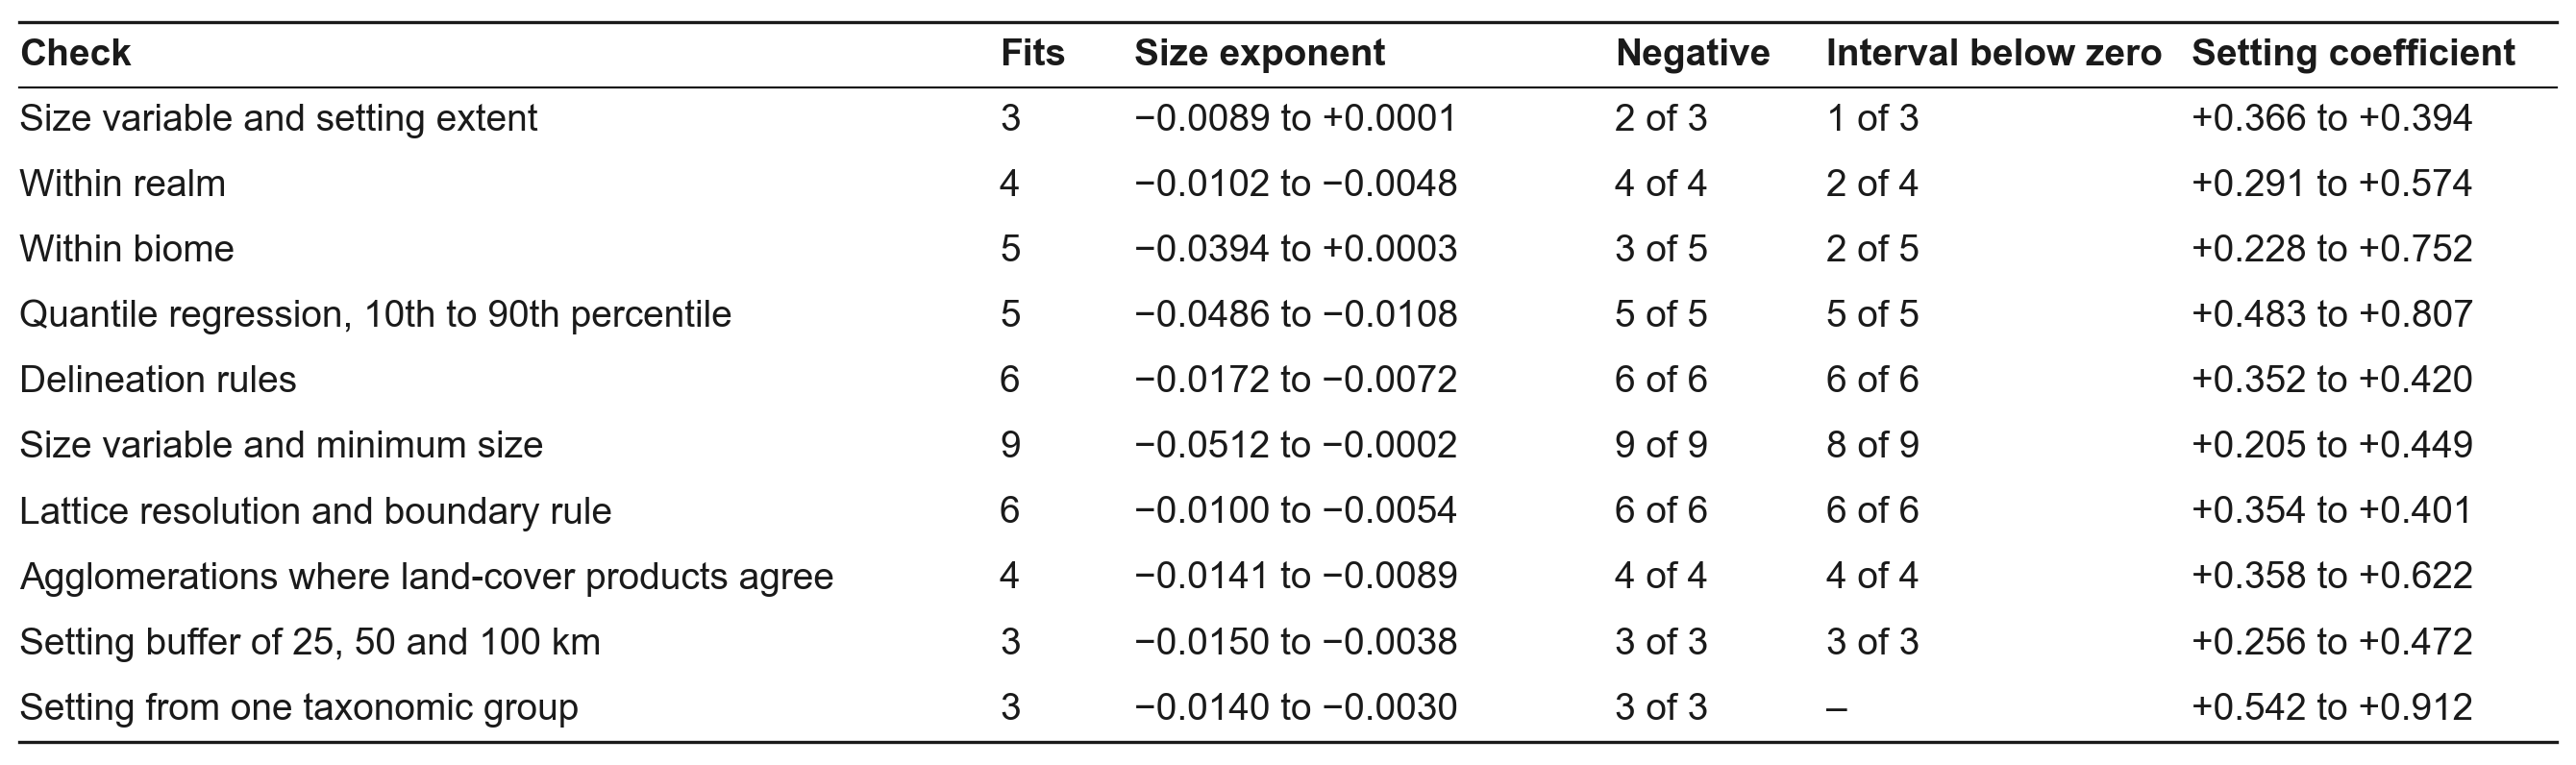 Check Fits Size exponent Negative Interval below zero Setting coefficient
Size variable and setting extent 3 −0.0089 to +0.0001 2 of 3 1 of 3 +0.366 to +0.394
Within realm 4 −0.0102 to −0.0048 4 of 4 2 of 4 +0.291 to +0.574
Within biome 5 −0.0394 to +0.0003 3 of 5 2 of 5 +0.228 to +0.752
Quantile regression, 10th to 90th percentile 5 −0.0486 to −0.0108 5 of 5 5 of 5 +0.483 to +0.807
Delineation rules 6 −0.0172 to −0.0072 6 of 6 6 of 6 +0.352 to +0.420
Size variable and minimum size 9 −0.0512 to −0.0002 9 of 9 8 of 9 +0.205 to +0.449
Lattice resolution and boundary rule 6 −0.0100 to −0.0054 6 of 6 6 of 6 +0.354 to +0.401
Agglomerations where land-cover products agree 4 −0.0141 to −0.0089 4 of 4 4 of 4 +0.358 to +0.622
Setting buffer of 25, 50 and 100 km 3 −0.0150 to −0.0038 3 of 3 3 of 3 +0.256 to +0.472
Setting from one taxonomic group 3 −0.0140 to −0.0030 3 of 3 – +0.542 to +0.912